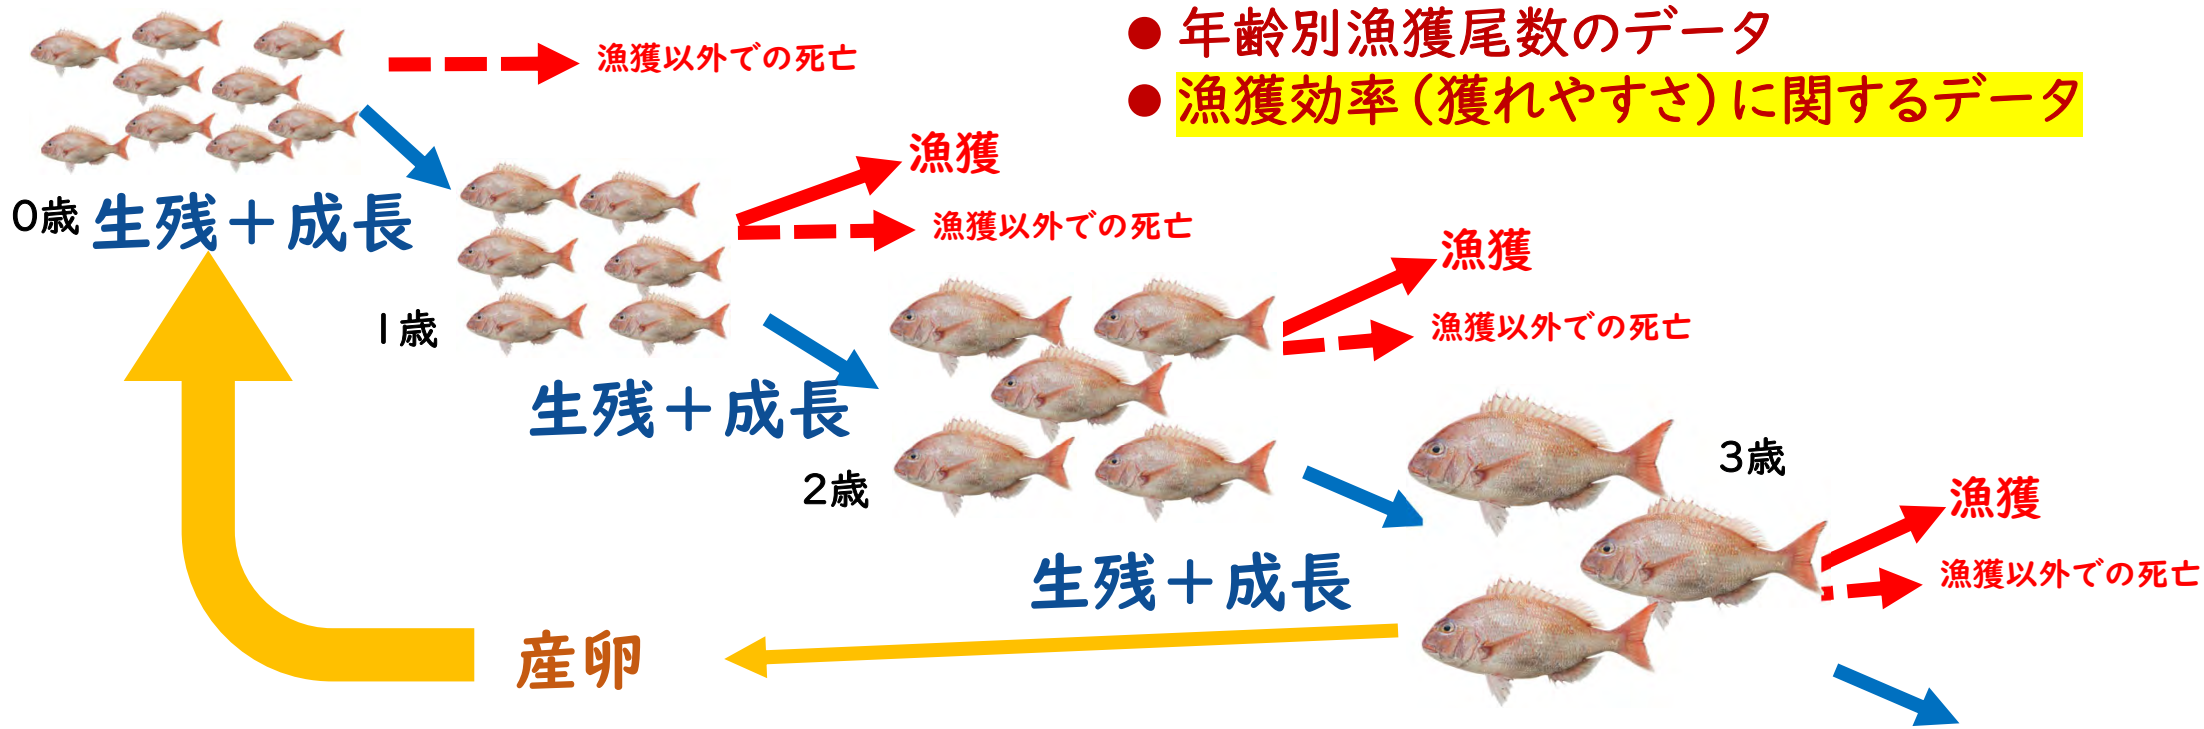 ● 年齢別漁獲尾数のデータ
● 漁獲効率(獲れやすさ)に関するデータ
漁獲以外での死亡
0歳
生残+成長
漁獲
漁獲以外での死亡
1歳
生残+成長
漁獲
漁獲以外での死亡
2歳
生残+成長
3歳
漁獲
漁獲以外での死亡
産卵